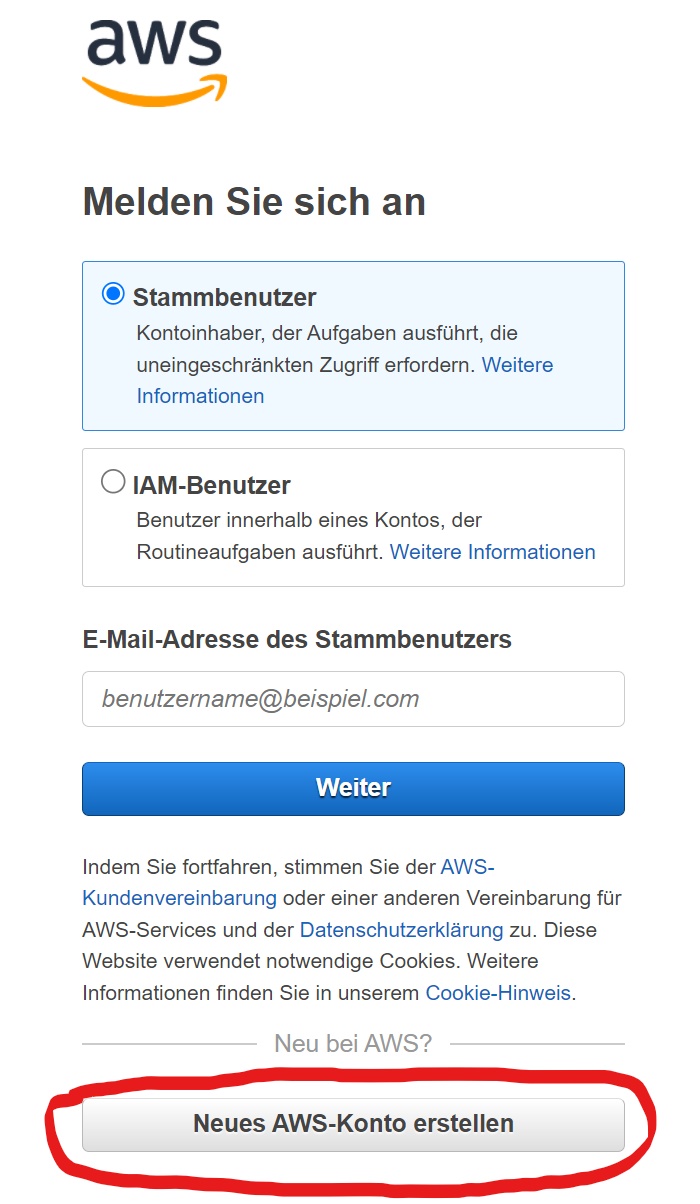 aws
Melden Sie sich an
Stammbenutzer
Kontoinhaber, der Aufgaben ausführt, die
uneingeschränkten Zugriff erfordern. Weitere
Informationen
IAM-Benutzer
Benutzer innerhalb eines Kontos, der
Routineaufgaben ausführt. Weitere Informationen
E-Mail-Adresse des Stammbenutzers
benutzername@beispiel.com
Weiter
Indem Sie fortfahren, stimmen Sie der AWS-
Kundenvereinbarung oder einer anderen Vereinbarung für
AWS-Services und der Datenschutzerklärung zu. Diese
Website verwendet notwendige Cookies. Weitere
Informationen finden Sie in unserem Cookie-Hinweis.
Neu bei AWS?
Neues AWS-Konto erstellen